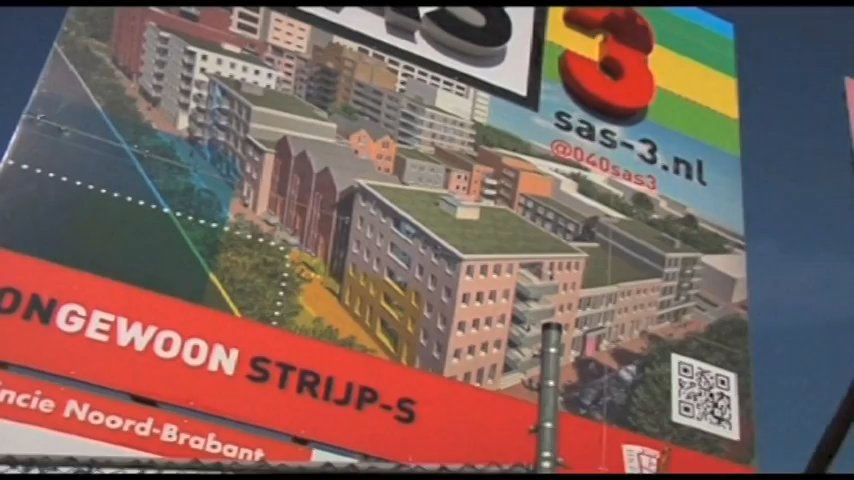 3
sas-3.nl
@040sas3
ONGEWOON STRIJP-S
Noord-Brabant